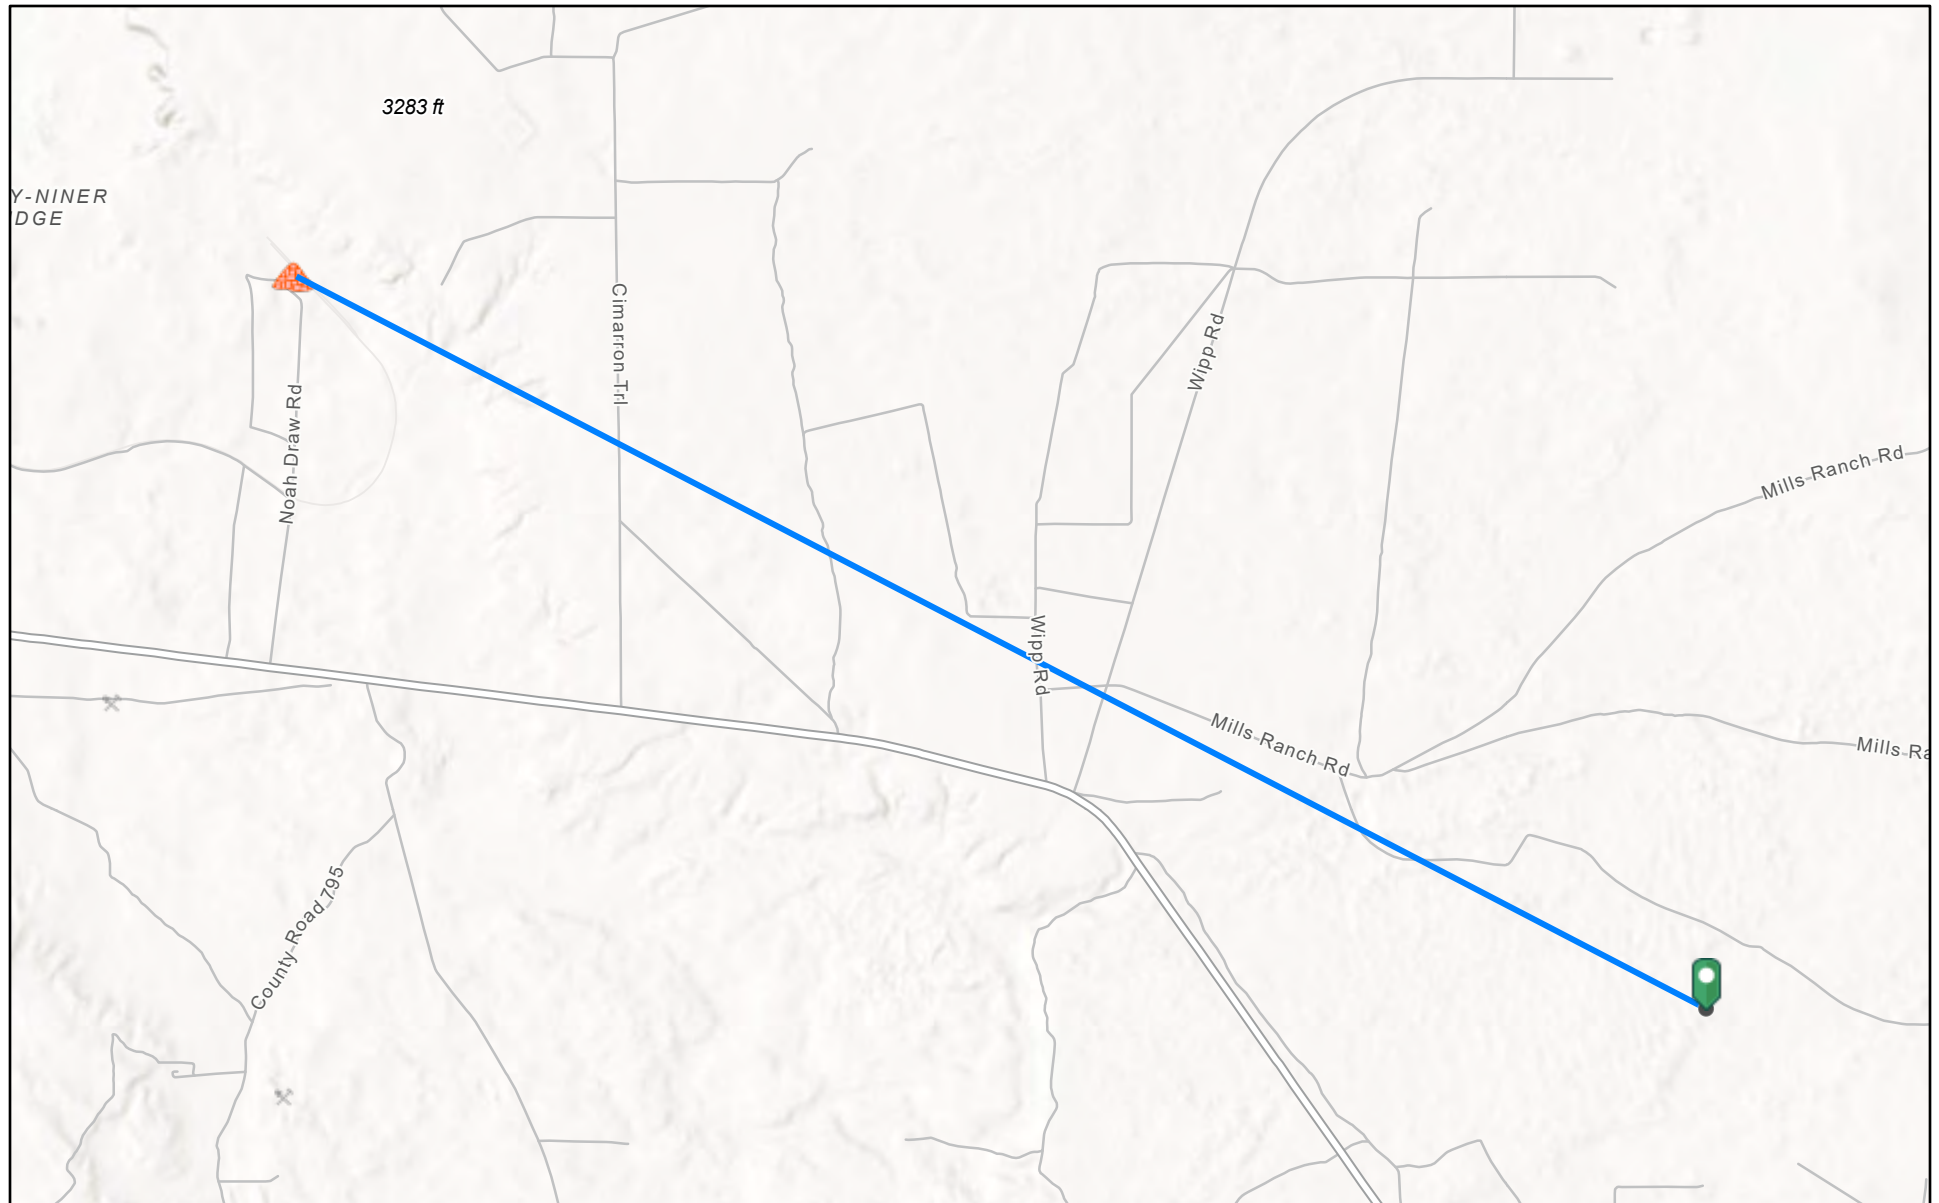 3283 ft
Y-NINER
IDGE
Cimarron Trl
Wipp Rd
Noah Draw Rd
Mills Ranch Rd
Wipp Rd
Mills Ranch Rd
Mills Ra
County Road 795